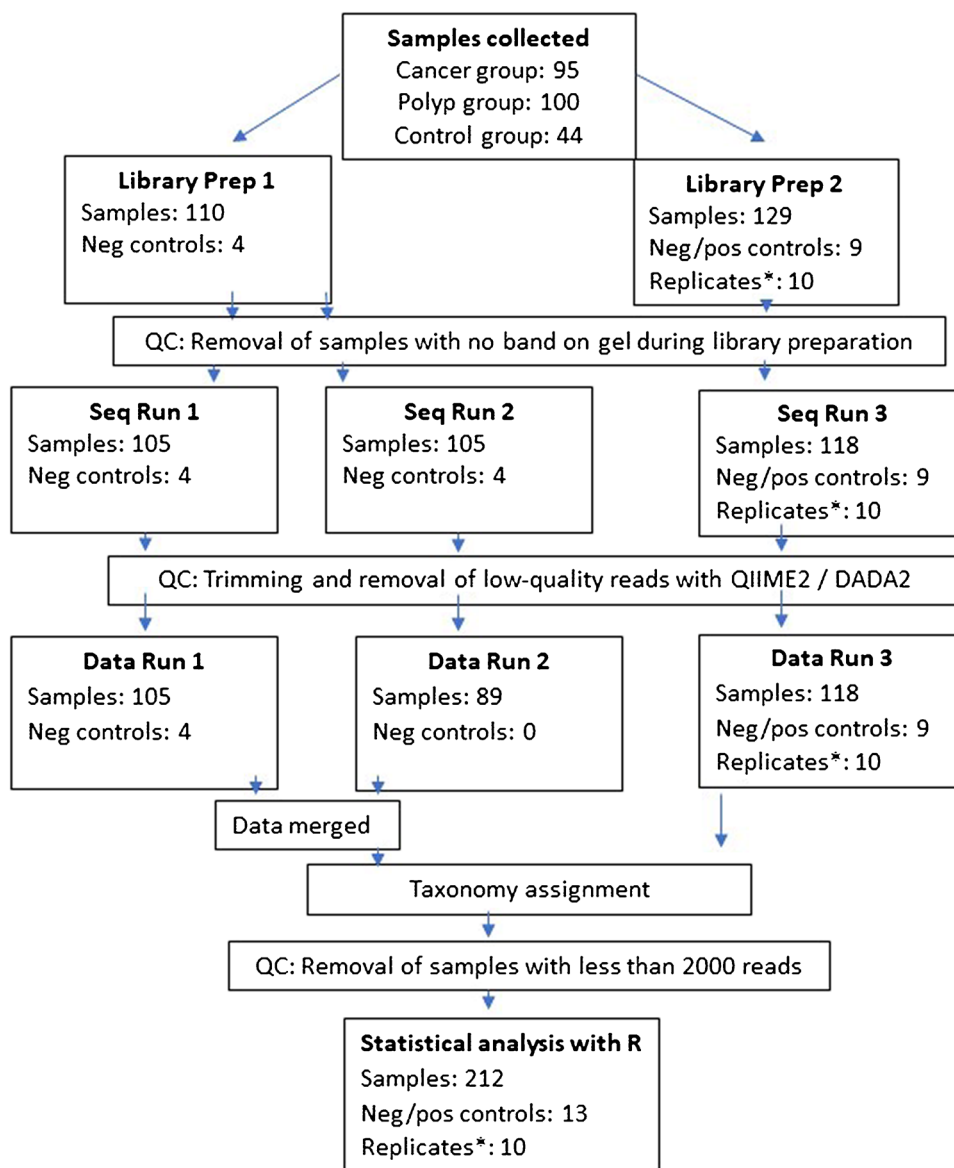 Samples collected
Cancer group: 95
Polyp group: 100
Control group: 44
Library Prep 1
Samples: 110
Neg controls: 4
Library Prep 2
Samples: 129
Neg/pos controls: 9
Replicates*: 10
QC: Removal of samples with no band on gel during library preparation
Seq Run 1
Samples: 105
Neg controls: 4
Seq Run 2
Samples: 105
Neg controls: 4
Seq Run 3
Samples: 118
Neg/pos controls: 9
Replicates*: 10
QC: Trimming and removal of low-quality reads with QIIME2 / DADA2
Data Run 1
Samples: 105
Neg controls: 4
Data Run 2
Samples: 89
Neg controls: 0
Data Run 3
Samples: 118
Neg/pos controls: 9
Replicates*: 10
Data merged
Taxonomy assignment
QC: Removal of samples with less than 2000 reads
Statistical analysis with R
Samples: 212
Neg/pos controls: 13
Replicates*: 10